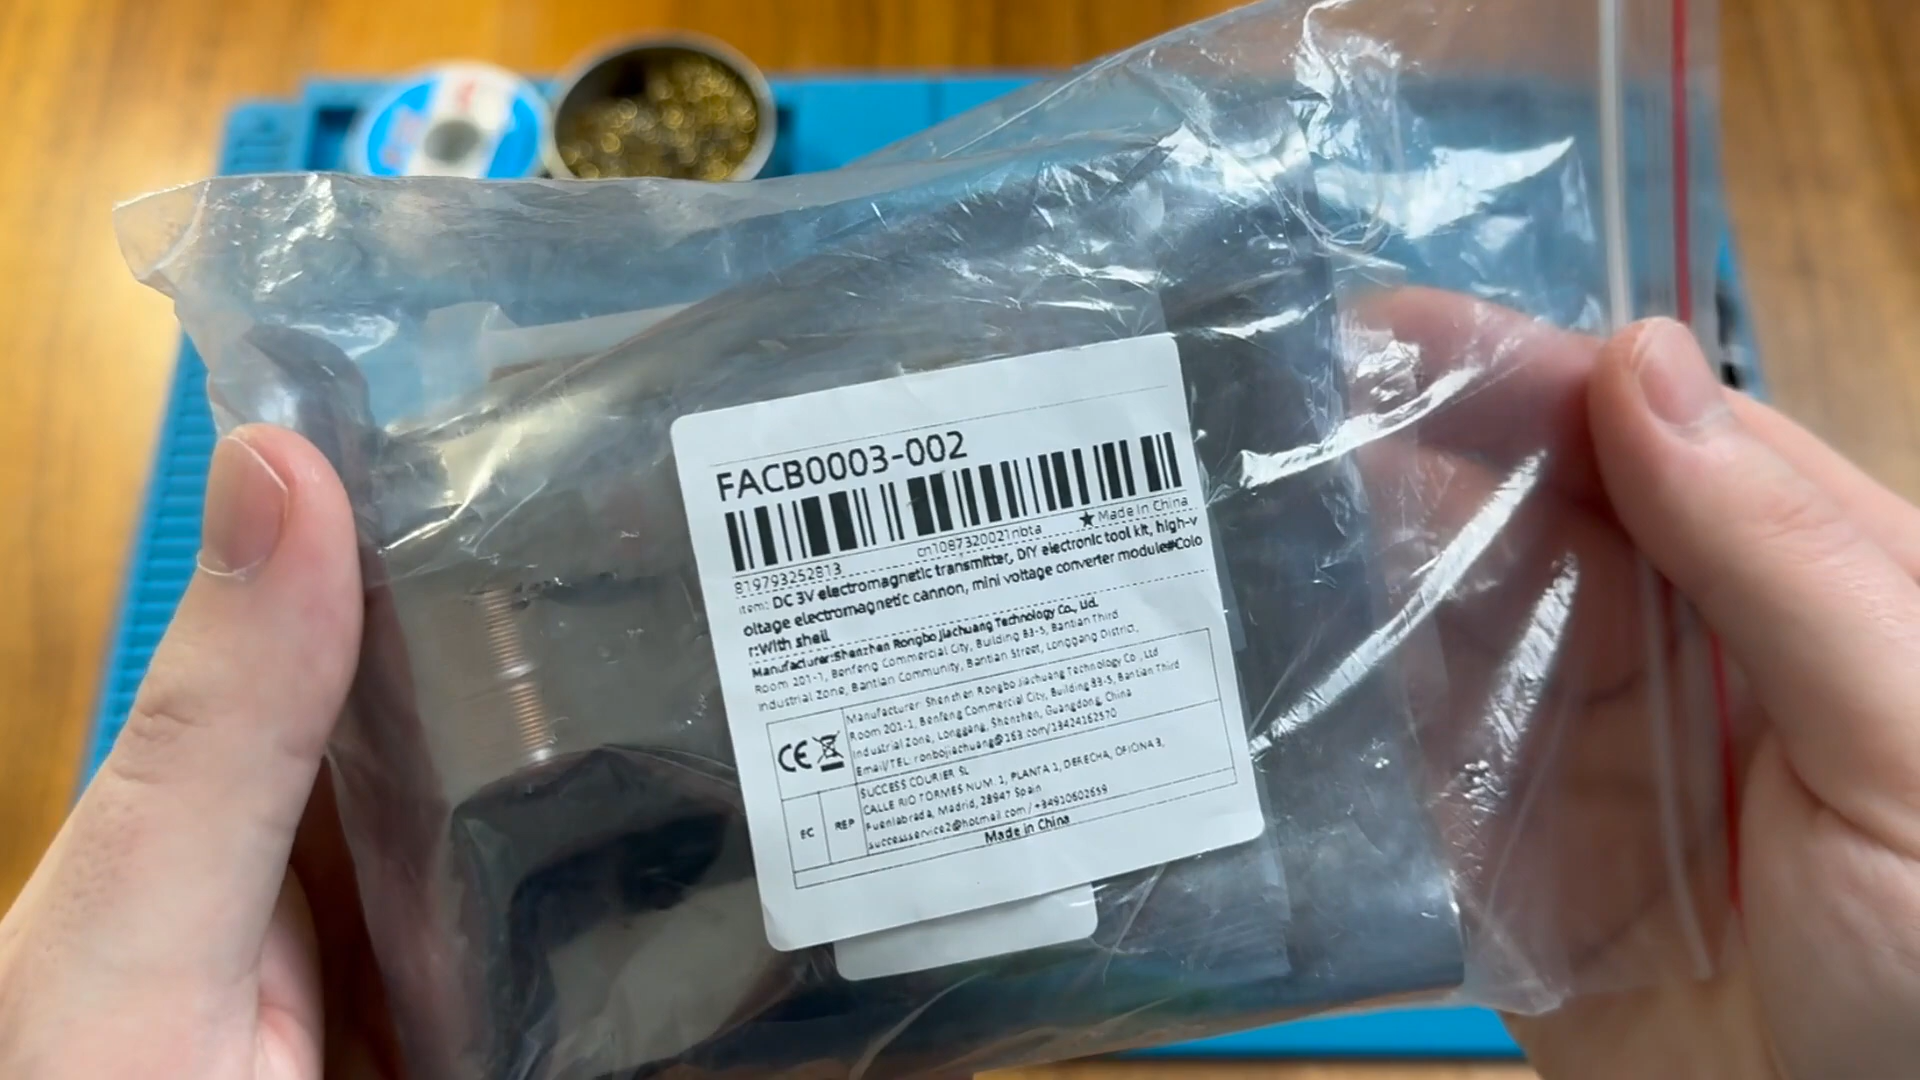 FACB0003-002
cn1087320021nbta
★ Made in China
819793252813
item: DC 3V electromagnetic transmitter, DIY electronic tool kit, high-v
oltage electromagnetic cannon, mini voltage converter module#Colo
r:With shell
Manufacturer:Shenzhen Rongbo Jiachuang Technology Co., Ltd.
Room 201-1, Benfeng Commercial City, Building B3-5, Bantian Third
Industrial Zone, Bantian Community, Bantian Street, Longgang District,
CE
Manufacturer: Shenzhen Rongbo Jiachuang Technology Co., Ltd
Room 201-1, Benfeng Commercial City, Building B3-5, Bantian Third
Industrial Zone, Longgang, Shenzhen, Guangdong, China
Email/TEL: ronbojiachuang@163.com/13424162570
EC REP
SUCCESS COURIER SL
CALLE RIO TORMES NUM. 1, PLANTA 1, DERECHA, OFICINA 3,
Fuenlabrada, Madrid, 28947 Spain
successservice2@hotmail.com / +34910602659
Made in China